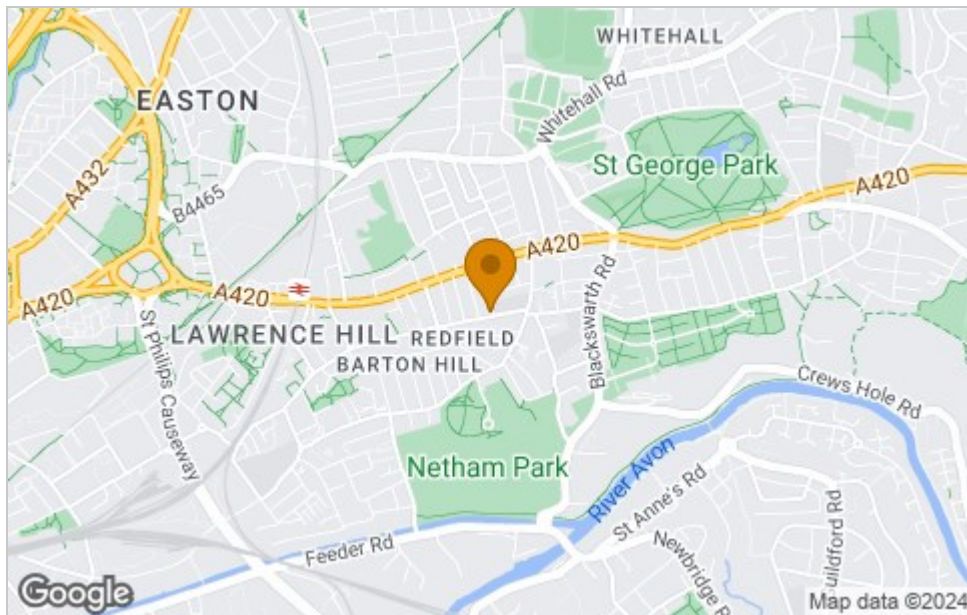 WHITEHALL
Whitehall Rd
EASTON
A432
B4465
St George Park
A420
A420
A420
A420
LAWRENCE HILL
REDFIELD
BARTON HILL
Blackswarth Rd
St Philips Causeway
Crews Hole Rd
Netham Park
River Avon
St Anne's Rd
Feeder Rd
Newbridge Rd
Guildford Rd
Google
Map data ©2024